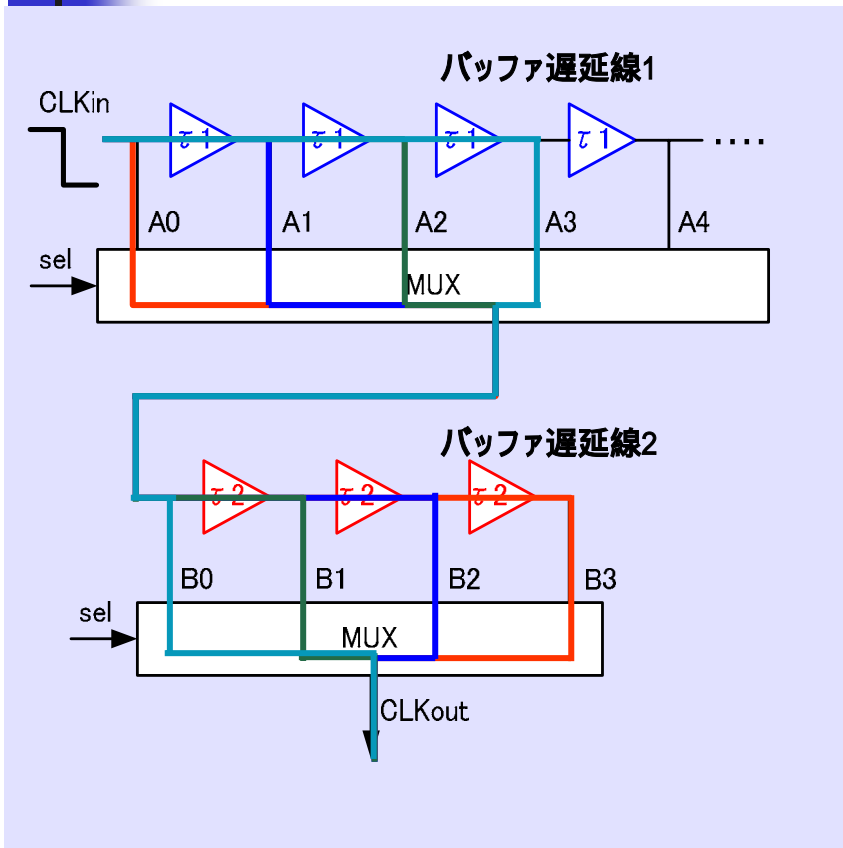 バッファ遅延線1
CLKin
τ1 τ1 τ1 τ1 ････
A0 A1 A2 A3 A4
sel
MUX
バッファ遅延線2
τ2 τ2 τ2
B0 B1 B2 B3
sel
MUX
CLKout